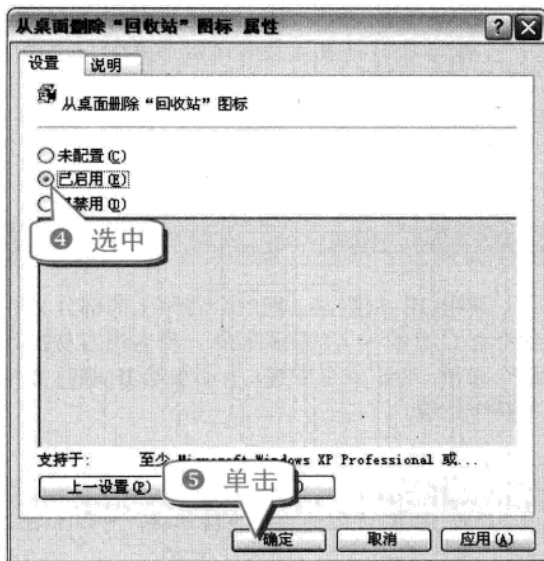 从桌面删除“回收站”图标 属性
设置 说明
从桌面删除“回收站”图标
未配置(C)
已启用(E)
禁用(D)
④ 选中
支持于: 至少 Microsoft Windows XP Professional 或...
上一设置(P)
⑤ 单击
确定 取消 应用(A)